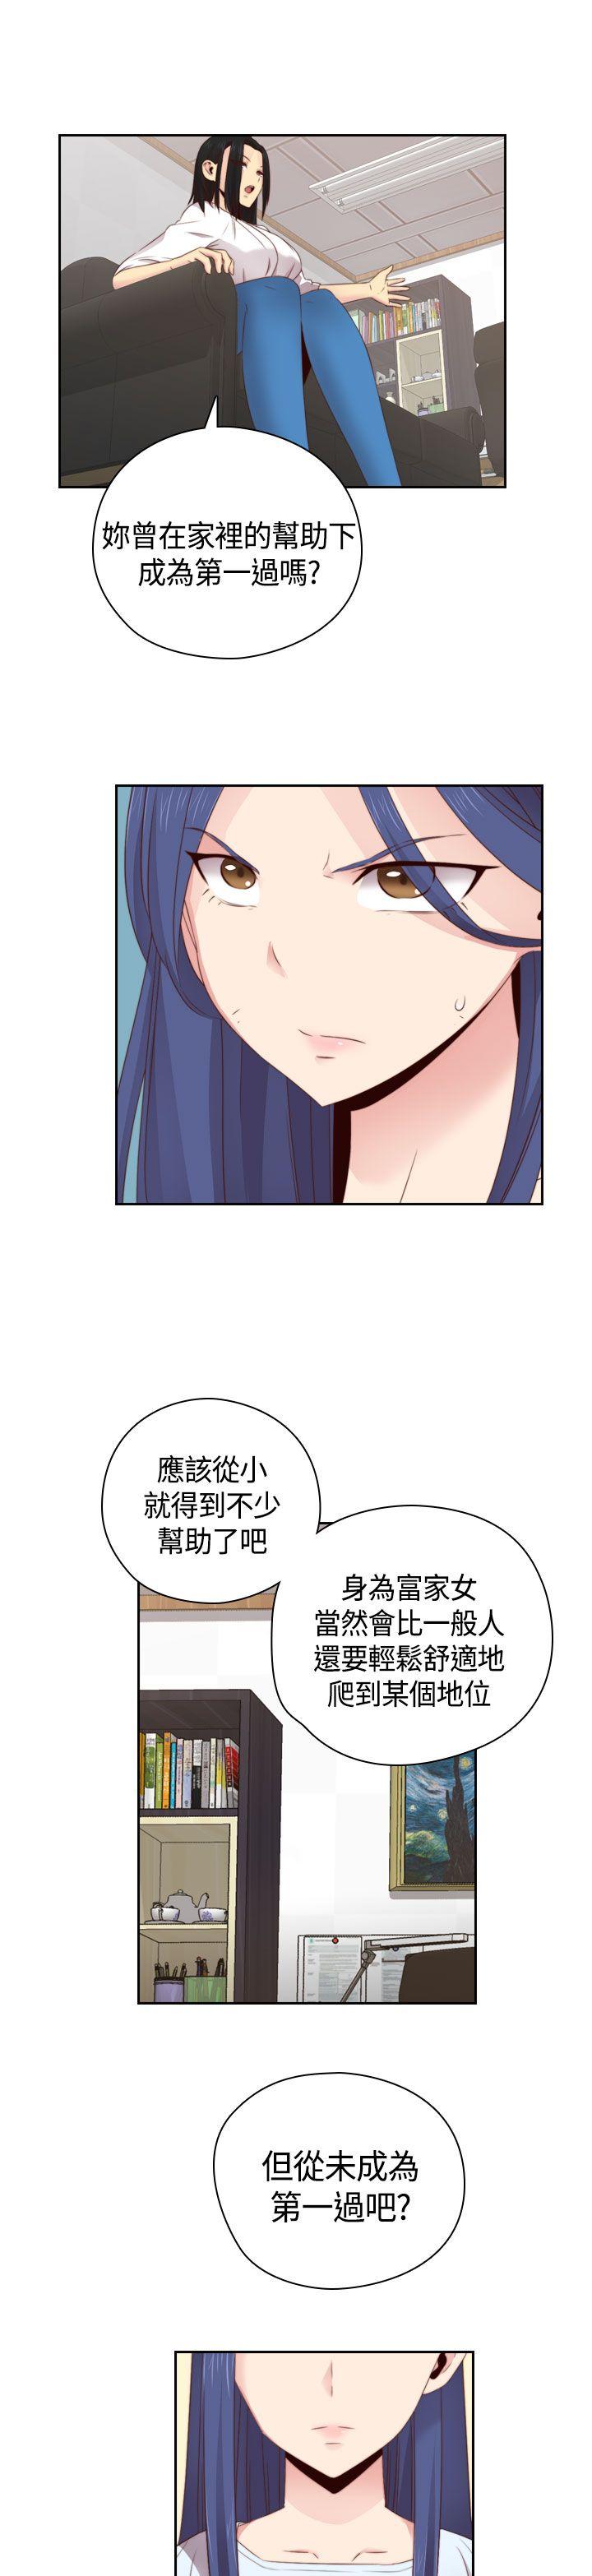 妳曾在家裡的幫助下
成為第一過嗎?
應該從小
就得到不少
幫助了吧
身為富家女
當然會比一般人
還要輕鬆舒適地
爬到某個地位
但從未成為
第一過吧?